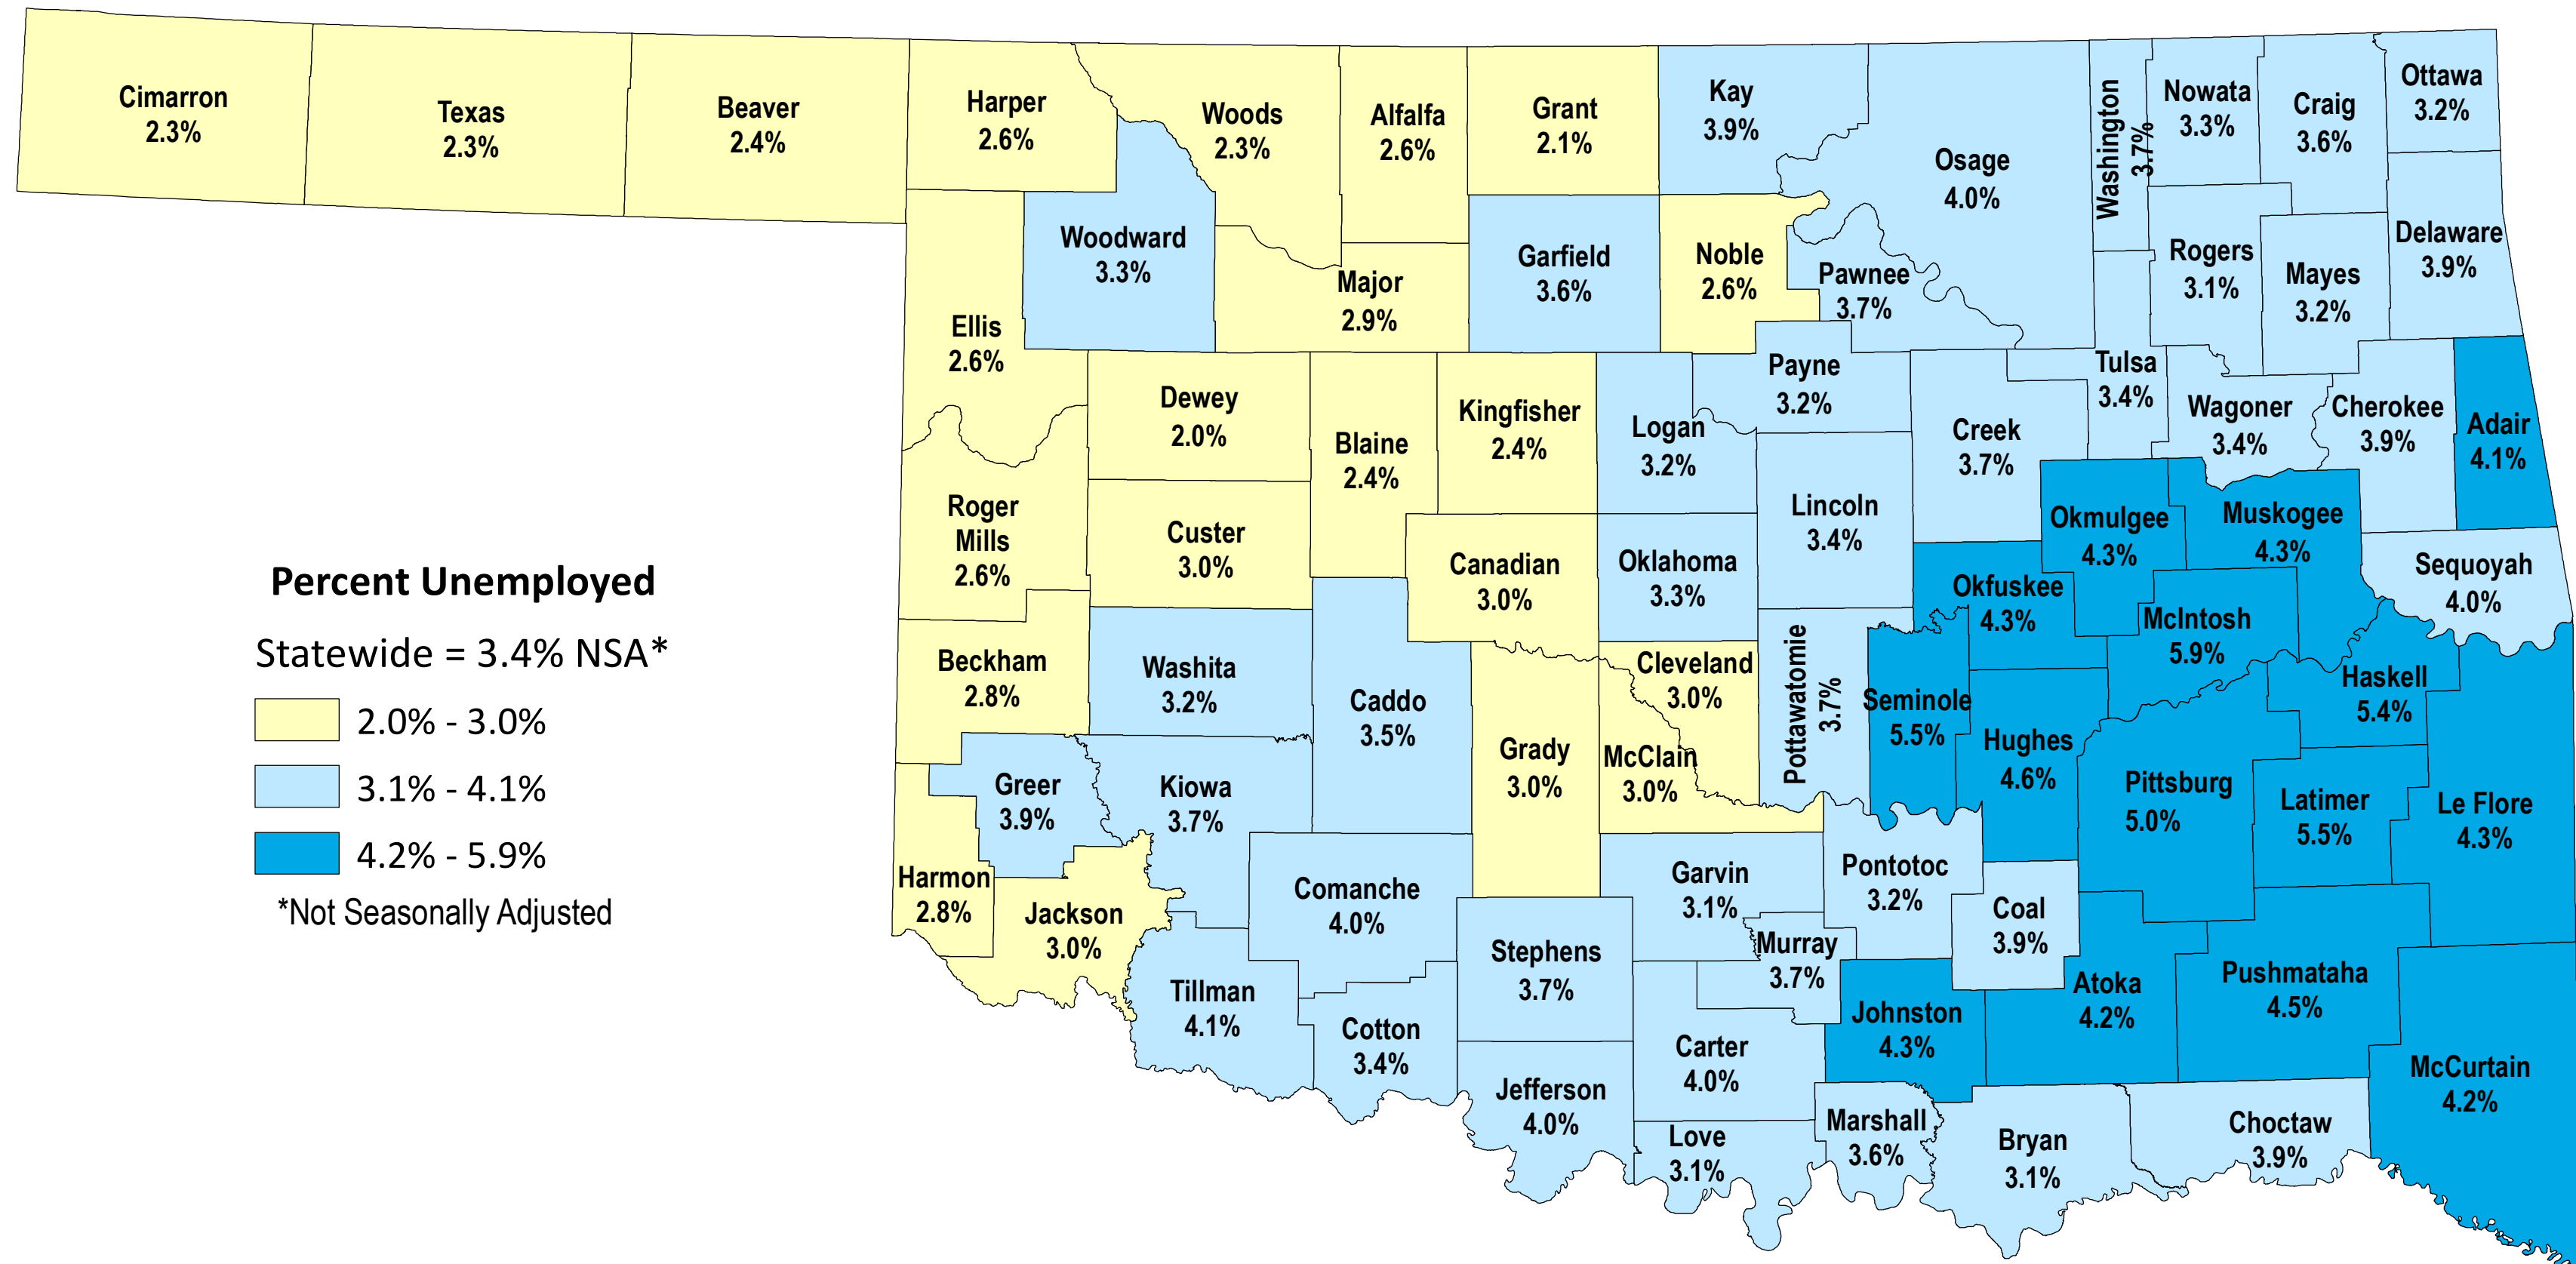 Cimarron
2.3%
Texas
2.3%
Beaver
2.4%
Harper
2.6%
Woods
2.3%
Alfalfa
2.6%
Grant
2.1%
Kay
3.9%
Osage
4.0%
Washington
3.7%
Nowata
3.3%
Craig
3.6%
Ottawa
3.2%
Woodward
3.3%
Major
2.9%
Garfield
3.6%
Noble
2.6%
Pawnee
3.7%
Rogers
3.1%
Mayes
3.2%
Delaware
3.9%
Ellis
2.6%
Dewey
2.0%
Blaine
2.4%
Kingfisher
2.4%
Logan
3.2%
Payne
3.2%
Creek
3.7%
Tulsa
3.4%
Wagoner
3.4%
Cherokee
3.9%
Adair
4.1%
Roger
Mills
2.6%
Custer
3.0%
Canadian
3.0%
Oklahoma
3.3%
Lincoln
3.4%
Okmulgee
4.3%
Muskogee
4.3%
Okfuskee
4.3%
McIntosh
5.9%
Sequoyah
4.0%
Percent Unemployed
Statewide = 3.4% NSA*
2.0% - 3.0%
3.1% - 4.1%
4.2% - 5.9%
*Not Seasonally Adjusted
Beckham
2.8%
Washita
3.2%
Caddo
3.5%
Grady
3.0%
Cleveland
3.0%
McClain
3.0%
Pottawatomie
3.7%
Seminole
5.5%
Hughes
4.6%
Pittsburg
5.0%
Haskell
5.4%
Latimer
5.5%
Le Flore
4.3%
Greer
3.9%
Kiowa
3.7%
Harmon
2.8%
Jackson
3.0%
Comanche
4.0%
Stephens
3.7%
Garvin
3.1%
Murray
3.7%
Pontotoc
3.2%
Coal
3.9%
Atoka
4.2%
Pushmataha
4.5%
Tillman
4.1%
Cotton
3.4%
Jefferson
4.0%
Carter
4.0%
Johnston
4.3%
Love
3.1%
Marshall
3.6%
Bryan
3.1%
Choctaw
3.9%
McCurtain
4.2%